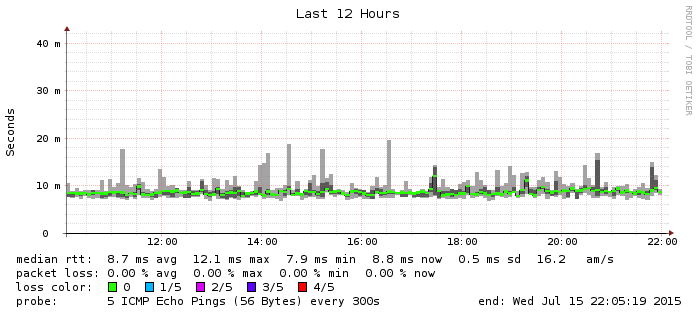 Last 12 Hours
RRDTOOL / TOBI OETIKER
Seconds
40 m
30 m
20 m
10 m
0
12:00 14:00 16:00 18:00 20:00 22:00
median rtt: 8.7 ms avg 12.1 ms max 7.9 ms min 8.8 ms now 0.5 ms sd 16.2 am/s
packet loss: 0.00 % avg 0.00 % max 0.00 % min 0.00 % now
loss color: 0 1/5 2/5 3/5 4/5
probe: 5 ICMP Echo Pings (56 Bytes) every 300s end: Wed Jul 15 22:05:19 2015